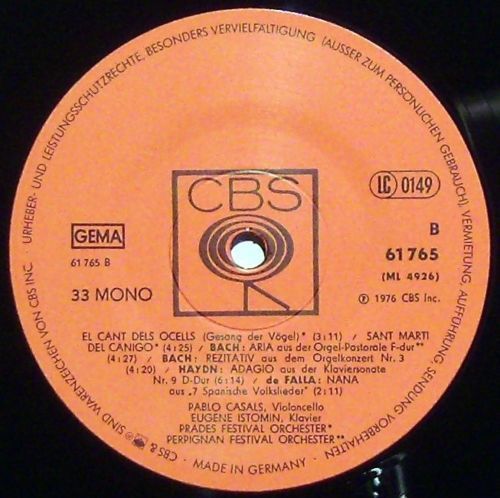 URHEBER- UND LEISTUNGSSCHUTZRECHTE, BESONDERS VERVIELFÄLTIGUNG (AUSSER ZUM PERSÖNLICHEN GEBRAUCH), VERMIETUNG, AUFFÜHRUNG, SENDUNG VORBEHALTEN
CBS
GEMA
61 765 B
33 MONO
LC 0149
B
61 765
(ML 4926)
℗ 1976 CBS Inc.
EL CANT DELS OCELLS (Gesang der Vögel)* (3:11) / SANT MARTI
DEL CANIGO* (4:25) / BACH: ARIA aus der Orgel-Pastorale F-dur**
(4:27) / BACH: REZITATIV aus dem Orgelkonzert Nr. 3
(4:20) / HAYDN: ADAGIO aus der Klaviersonate
Nr. 9 D-Dur (6:14) / de FALLA: NANA
aus „7 Spanische Volkslieder" (2:11)
PABLO CASALS, Violoncello
EUGENE ISTOMIN, Klavier
PRADES FESTIVAL ORCHESTER*
PERPIGNAN FESTIVAL ORCHESTER**
CBS & SIND WARENZEICHEN VON CBS INC
· MADE IN GERMANY ·